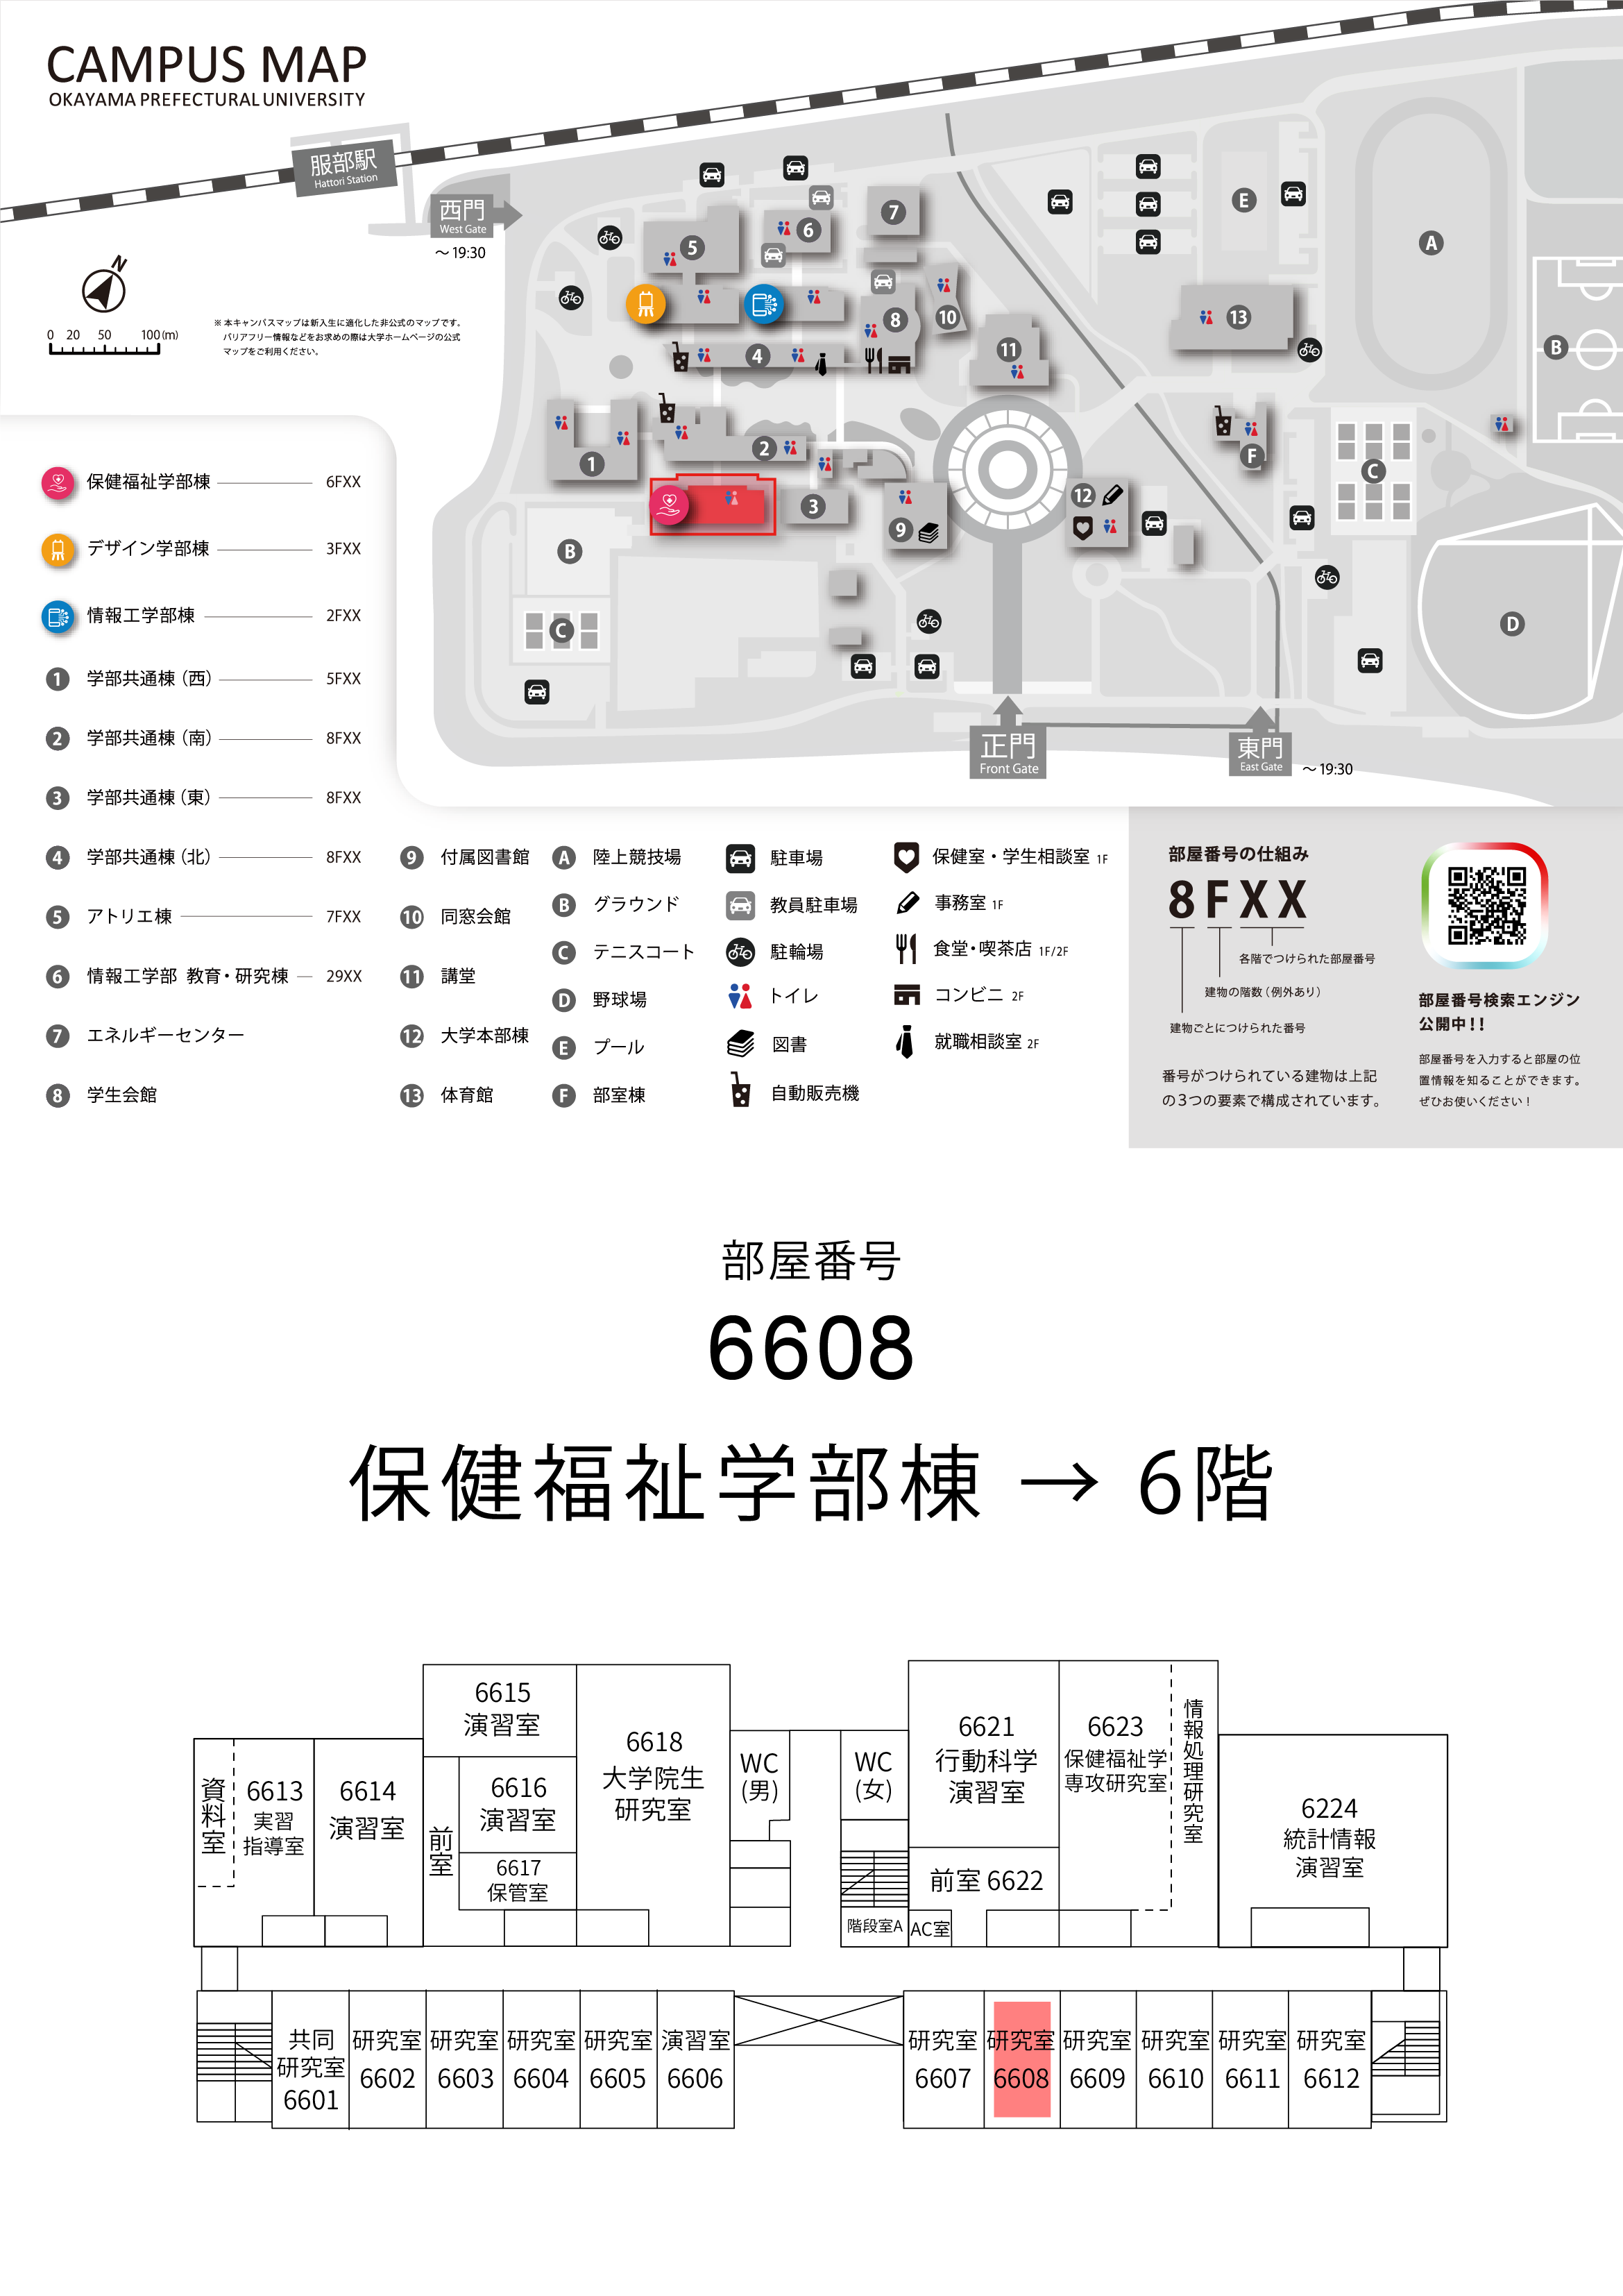 CAMPUS MAP
OKAYAMA PREFECTURAL UNIVERSITY
服部駅
Hattori Station
西門
West Gate
～19:30
N
0 20 50 100(m)
※ 本キャンパスマップは新入生に適化した非公式のマップです。
バリアフリー情報などをお求めの際は大学ホームページの公式
マップをご利用ください。
7
6
5
E
A
8
10
13
11
4
B
2
1
F
C
3
12
9
B
C
D
正門
Front Gate
東門
East Gate
～19:30
保健福祉学部棟 6FXX
デザイン学部棟 3FXX
情報工学部棟 2FXX
1 学部共通棟（西） 5FXX
2 学部共通棟（南） 8FXX
3 学部共通棟（東） 8FXX
4 学部共通棟（北） 8FXX
5 アトリエ棟 7FXX
6 情報工学部 教育・研究棟 29XX
7 エネルギーセンター
8 学生会館
9 付属図書館
10 同窓会館
11 講堂
12 大学本部棟
13 体育館
A 陸上競技場
B グラウンド
C テニスコート
D 野球場
E プール
F 部室棟
駐車場
教員駐車場
駐輪場
トイレ
図書
自動販売機
保健室・学生相談室 1F
事務室 1F
食堂・喫茶店 1F/2F
コンビニ 2F
就職相談室 2F
部屋番号の仕組み
8FXX
各階でつけられた部屋番号
建物の階数（例外あり）
建物ごとにつけられた番号
番号がつけられている建物は上記
の3つの要素で構成されています。
部屋番号検索エンジン
公開中！！
部屋番号を入力すると部屋の位
置情報を知ることができます。
ぜひお使いください！
部屋番号
6608
保健福祉学部棟 → 6階
資料室
6613
実習
指導室
6614
演習室
6615
演習室
前室
6616
演習室
6617
保管室
6618
大学院生
研究室
WC
(男)
WC
(女)
階段室A
AC室
6621
行動科学
演習室
前室 6622
6623
保健福祉学
専攻研究室
情報処理研究室
6224
統計情報
演習室
共同
研究室
6601
研究室
6602
研究室
6603
研究室
6604
研究室
6605
演習室
6606
研究室
6607
研究室
6608
研究室
6609
研究室
6610
研究室
6611
研究室
6612